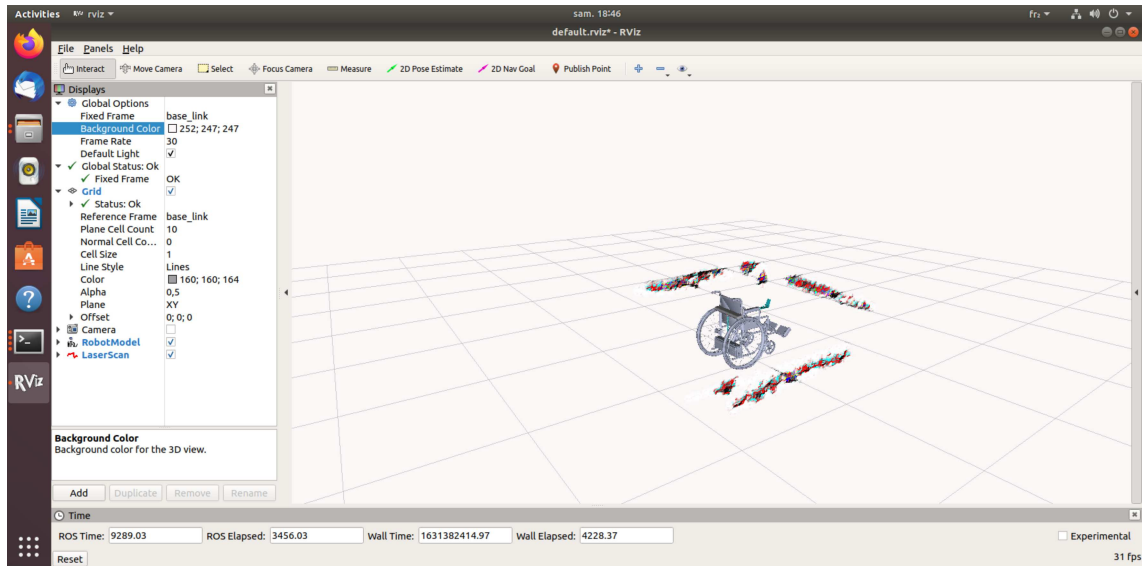 Activities RViz rviz sam. 18:46 fr₂
default.rviz* - RViz
File Panels Help
Interact Move Camera Select Focus Camera Measure 2D Pose Estimate 2D Nav Goal Publish Point
Displays
Global Options
Fixed Frame base_link
Background Color 252; 247; 247
Frame Rate 30
Default Light
Global Status: Ok
Fixed Frame OK
Grid
Status: Ok
Reference Frame base_link
Plane Cell Count 10
Normal Cell Co... 0
Cell Size 1
Line Style Lines
Color 160; 160; 164
Alpha 0,5
Plane XY
Offset 0; 0; 0
Camera
RobotModel
LaserScan
RViz
Background Color
Background color for the 3D view.
Add Duplicate Remove Rename
Time
ROS Time: 9289.03 ROS Elapsed: 3456.03 Wall Time: 1631382414.97 Wall Elapsed: 4228.37 Experimental
Reset 31 fps